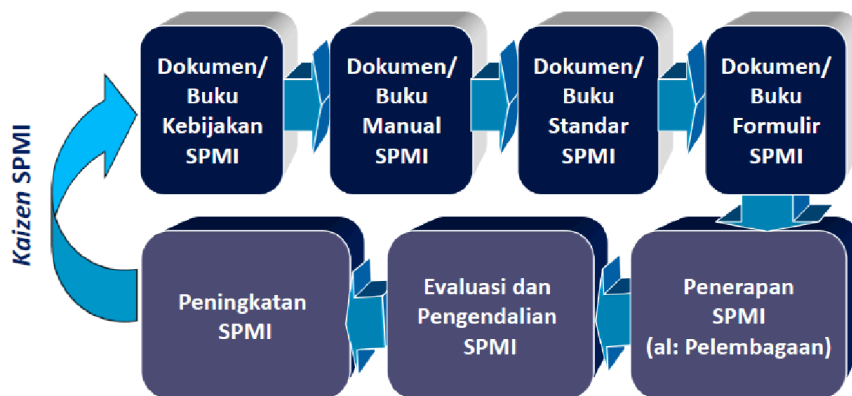 Dokumen/
Buku
Kebijakan
SPMI
Dokumen/
Buku
Manual
SPMI
Dokumen/
Buku
Standar
SPMI
Dokumen/
Buku
Formulir
SPMI
Kaizen SPMI
Peningkatan
SPMI
Evaluasi dan
Pengendalian
SPMI
Penerapan
SPMI
(al: Pelembagaan)